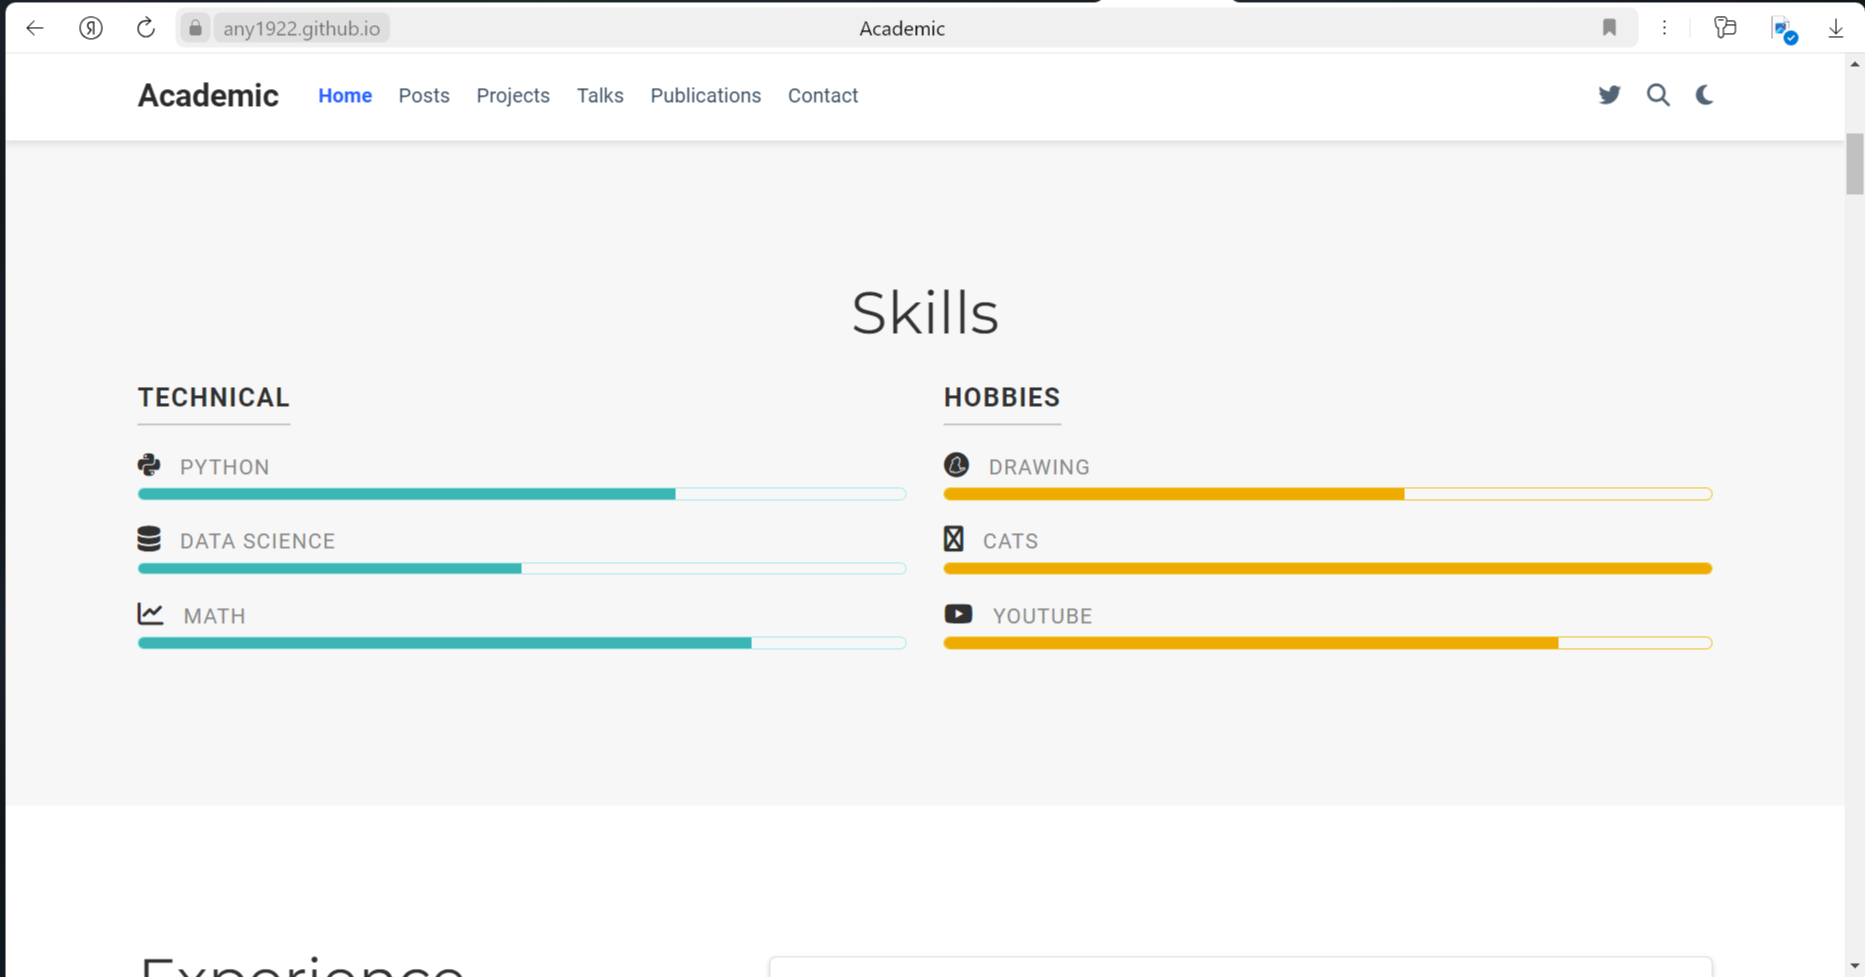 any1922.github.io
Academic
Academic Home Posts Projects Talks Publications Contact
Skills
TECHNICAL
PYTHON
DATA SCIENCE
MATH
HOBBIES
DRAWING
CATS
YOUTUBE
Experience